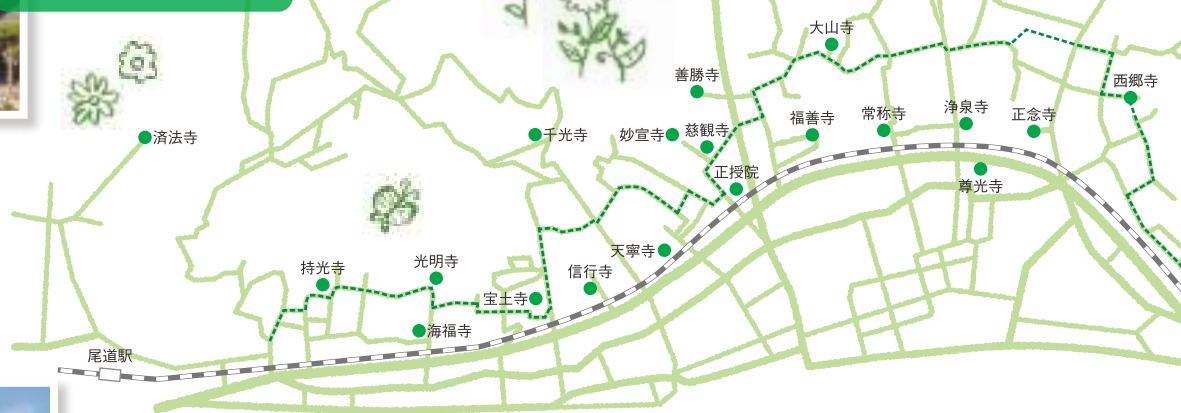 大山寺
善勝寺
西郷寺
済法寺
千光寺
妙宣寺
慈観寺
福善寺
常称寺
浄泉寺
正念寺
正授院
尊光寺
天寧寺
持光寺
光明寺
信行寺
宝土寺
海福寺
尾道駅